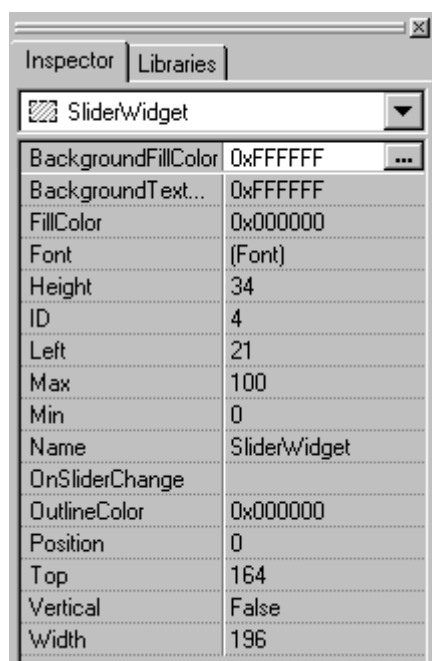 Inspector Libraries
SliderWidget
BackgroundFillColor 0xFFFFFF ...
BackgroundText... 0xFFFFFF
FillColor 0x000000
Font (Font)
Height 34
ID 4
Left 21
Max 100
Min 0
Name SliderWidget
OnSliderChange
OutlineColor 0x000000
Position 0
Top 164
Vertical False
Width 196